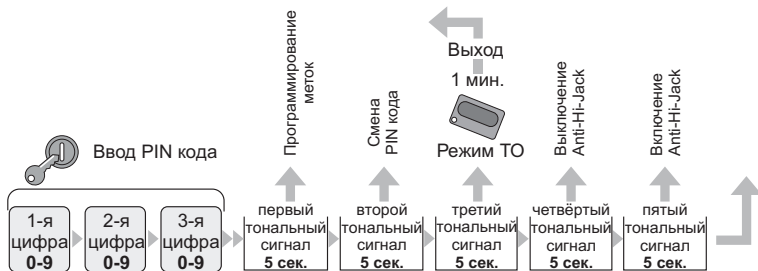 Выход
1 мин.
Программирование
меток
Смена
PIN кода
Режим ТО
Выключение
Anti-Hi-Jack
Включение
Anti-Hi-Jack
Ввод PIN кода
1-я
цифра
0-9
2-я
цифра
0-9
3-я
цифра
0-9
первый
тональный
сигнал
5 сек.
второй
тональный
сигнал
5 сек.
третий
тональный
сигнал
5 сек.
четвёртый
тональный
сигнал
5 сек.
пятый
тональный
сигнал
5 сек.